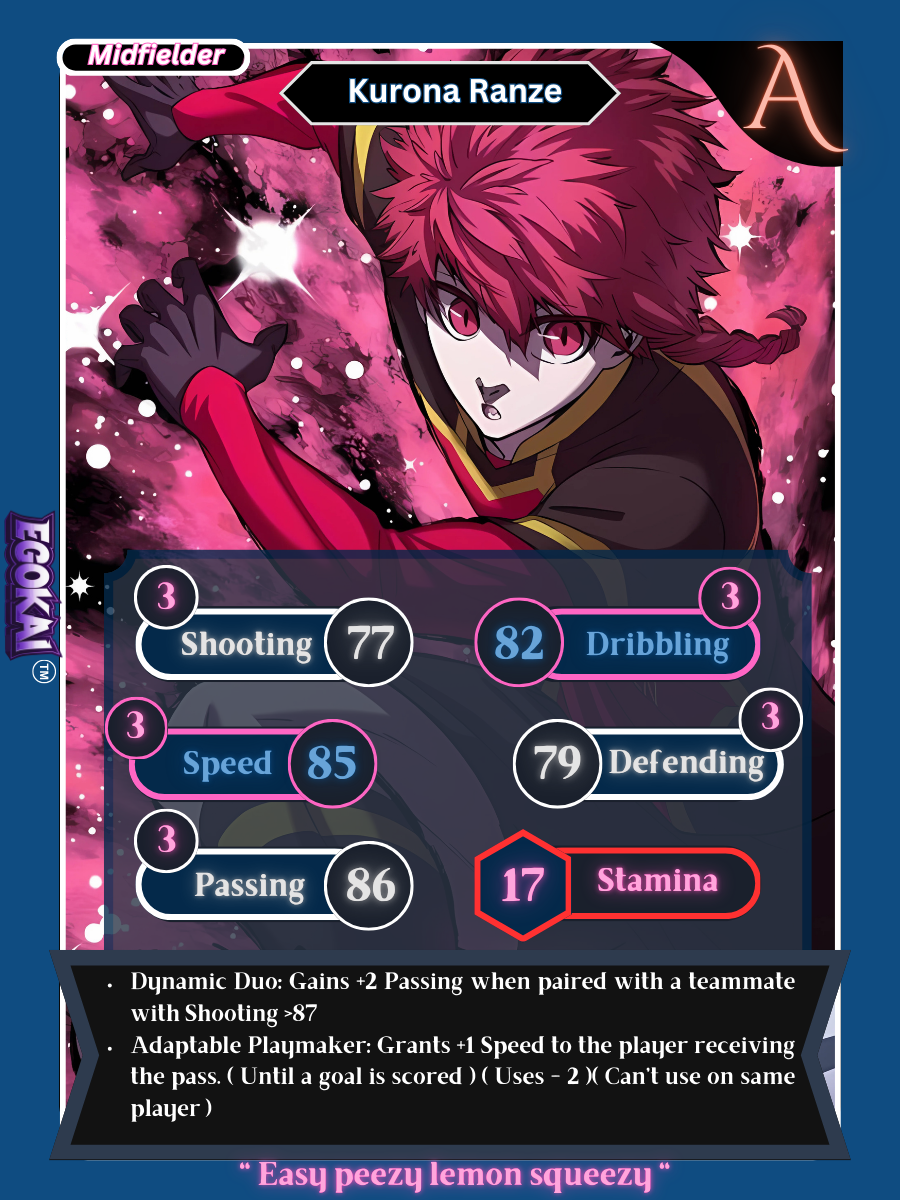 Midfielder
Kurona Ranze
A
EGOKAI
TM
3
Shooting 77
3
82 Dribbling
3
Speed 85
3
79 Defending
3
Passing 86
17 Stamina
• Dynamic Duo: Gains +2 Passing when paired with a teammate
with Shooting >87
• Adaptable Playmaker: Grants +1 Speed to the player receiving
the pass. ( Until a goal is scored ) ( Uses - 2 )( Can't use on same
player )
“ Easy peezy lemon squeezy “